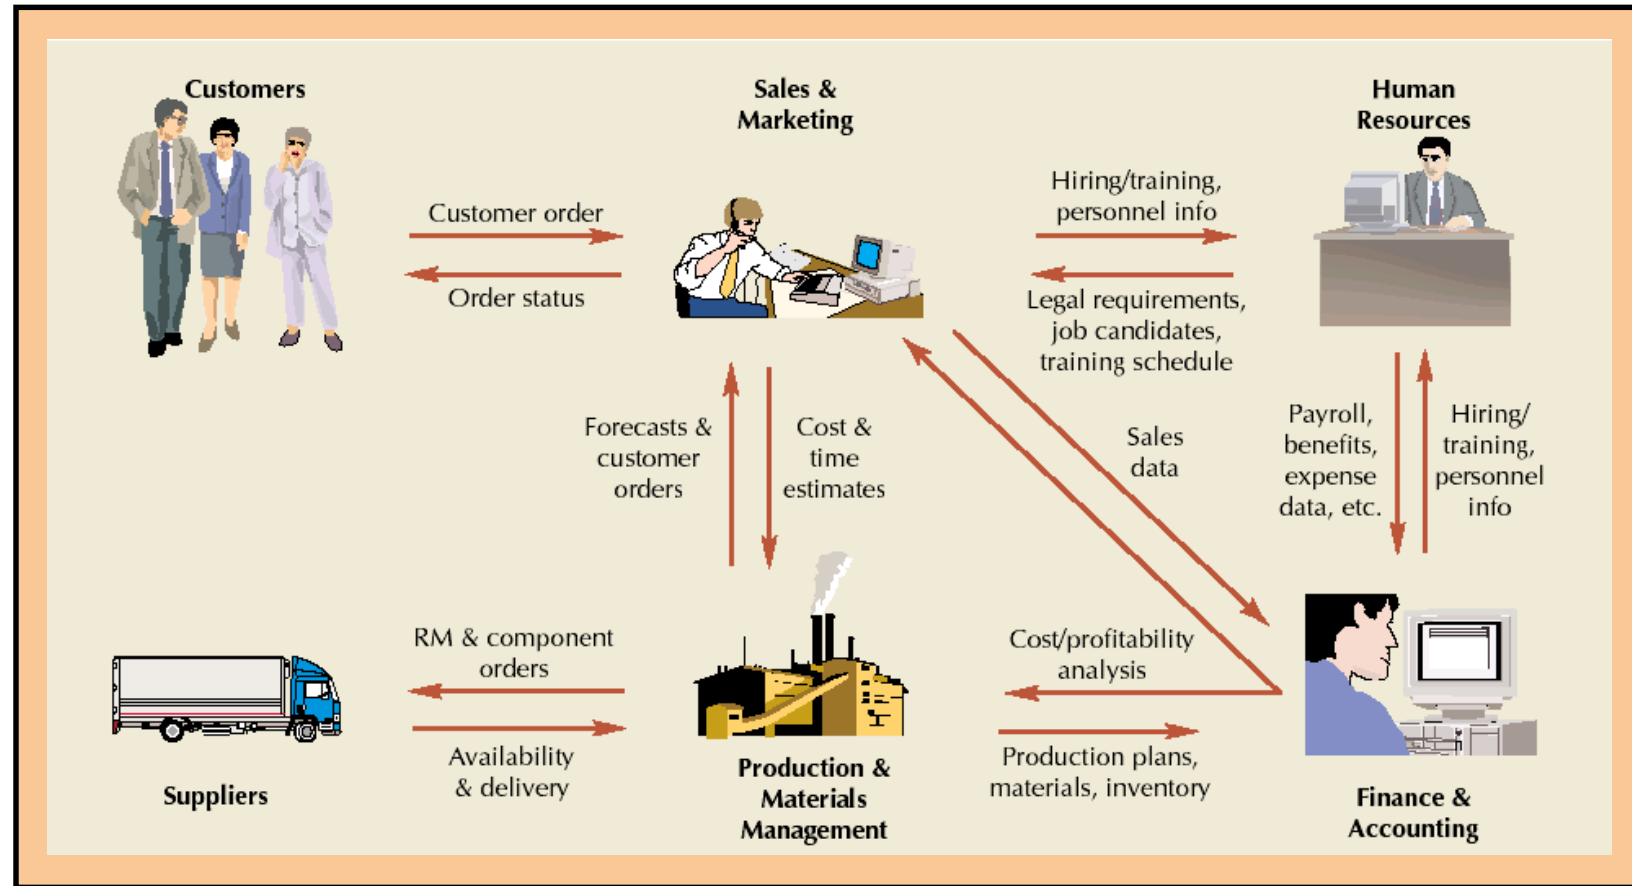 Customers
Sales &
Marketing
Human
Resources
Customer order
Order status
Hiring/training,
personnel info
Legal requirements,
job candidates,
training schedule
Forecasts &
customer
orders
Cost &
time
estimates
Sales
data
Payroll,
benefits,
expense
data, etc.
Hiring/
training,
personnel
info
RM & component
orders
Availability
& delivery
Cost/profitability
analysis
Production plans,
materials, inventory
Suppliers
Production &
Materials
Management
Finance &
Accounting